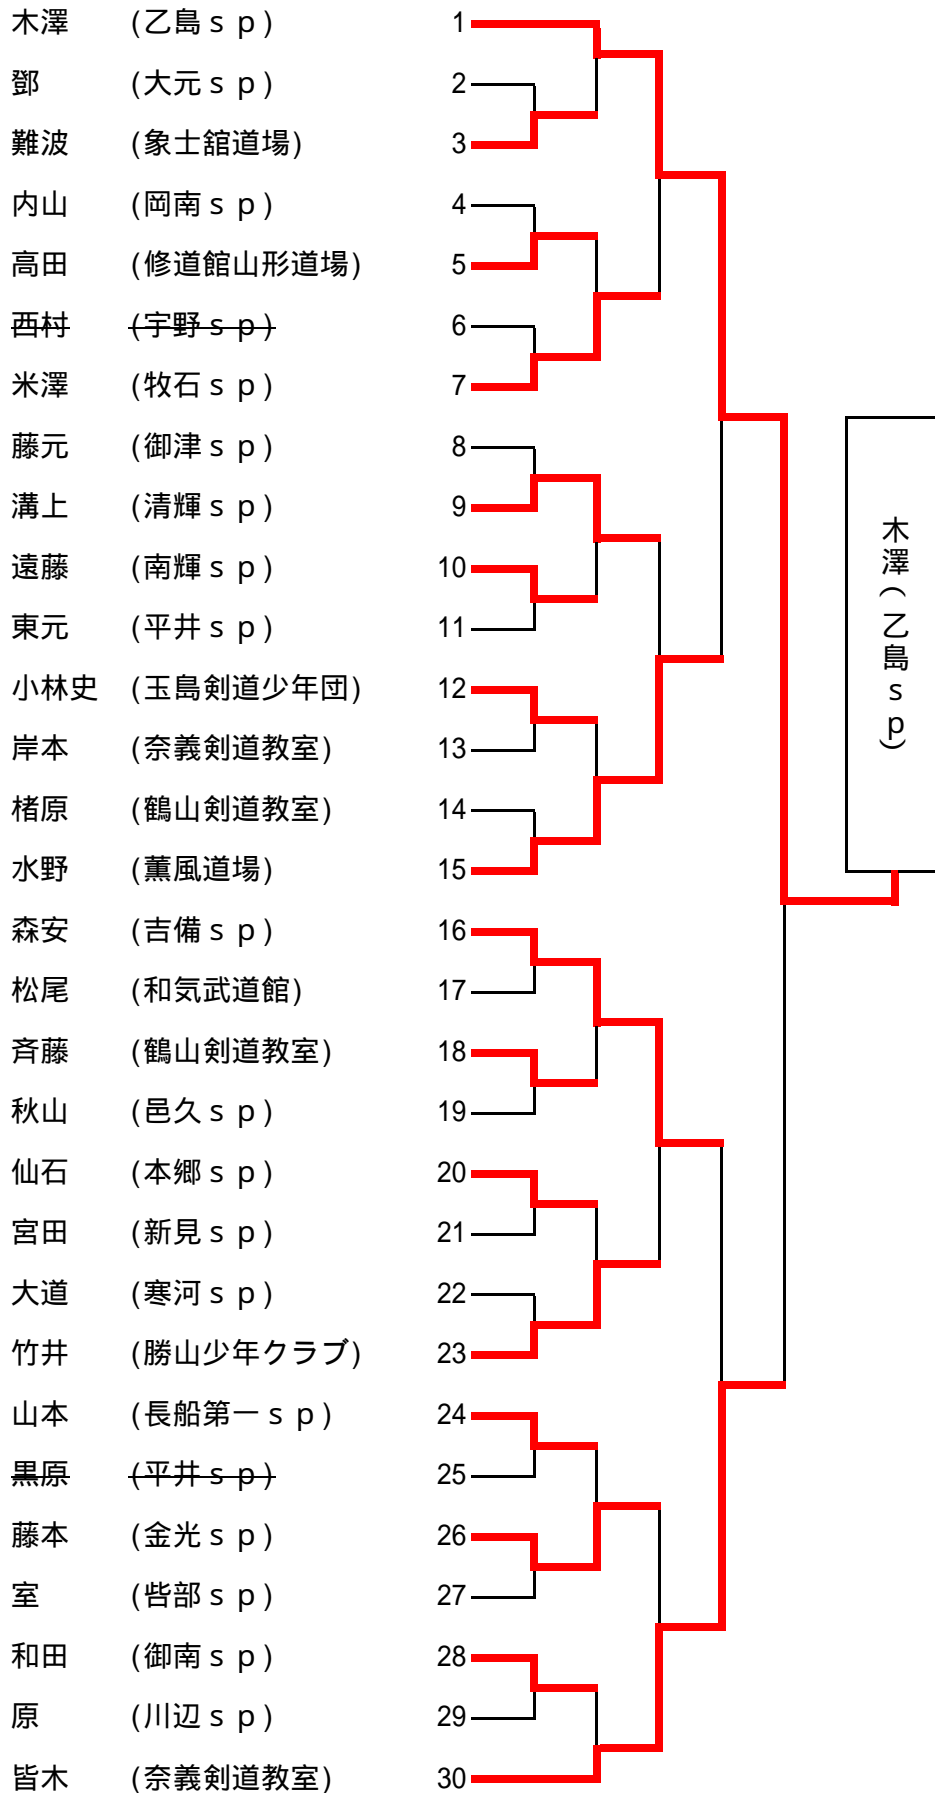 木澤 (乙島ｓｐ) 1
鄧 (大元ｓｐ) 2
難波 (象士舘道場) 3
内山 (岡南ｓｐ) 4
高田 (修道館山形道場) 5
西村 (宇野ｓｐ) 6
米澤 (牧石ｓｐ) 7
藤元 (御津ｓｐ) 8
溝上 (清輝ｓｐ) 9
遠藤 (南輝ｓｐ) 10
東元 (平井ｓｐ) 11
小林史 (玉島剣道少年団) 12
岸本 (奈義剣道教室) 13
楮原 (鶴山剣道教室) 14
水野 (薫風道場) 15
森安 (吉備ｓｐ) 16
松尾 (和気武道館) 17
斉藤 (鶴山剣道教室) 18
秋山 (邑久ｓｐ) 19
仙石 (本郷ｓｐ) 20
宮田 (新見ｓｐ) 21
大道 (寒河ｓｐ) 22
竹井 (勝山少年クラブ) 23
山本 (長船第一ｓｐ) 24
黒原 (平井ｓｐ) 25
藤本 (金光ｓｐ) 26
室 (呰部ｓｐ) 27
和田 (御南ｓｐ) 28
原 (川辺ｓｐ) 29
皆木 (奈義剣道教室) 30
木澤(乙島ｓｐ)